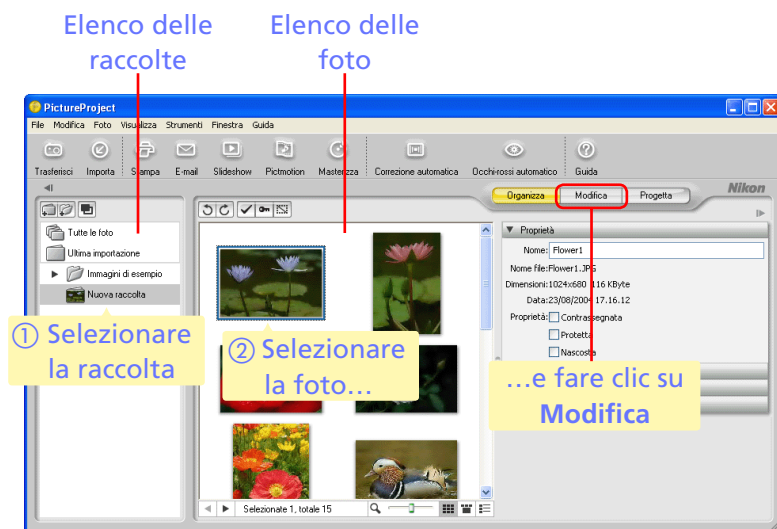 Elenco delle
raccolte
Elenco delle
foto
PictureProject
File Modifica Foto Visualizza Strumenti Finestra Guida
Trasferisci Importa Stampa E-mail Slideshow Pictmotion Masterizza Correzione automatica Occhi-rossi automatico Guida
Organizza Modifica Progetta Nikon
Tutte le foto
Ultima importazione
Immagini di esempio
Nuova raccolta
① Selezionare
la raccolta
② Selezionare
la foto...
Proprietà
Nome: Flower1
Nome file:Flower1.JPG
Dimensioni:1024x680 116 KByte
Data:23/08/2004 17.16.12
Proprietà: Contrassegnata
Protetta
Nascosta
...e fare clic su
Modifica
Selezionate 1, totale 15